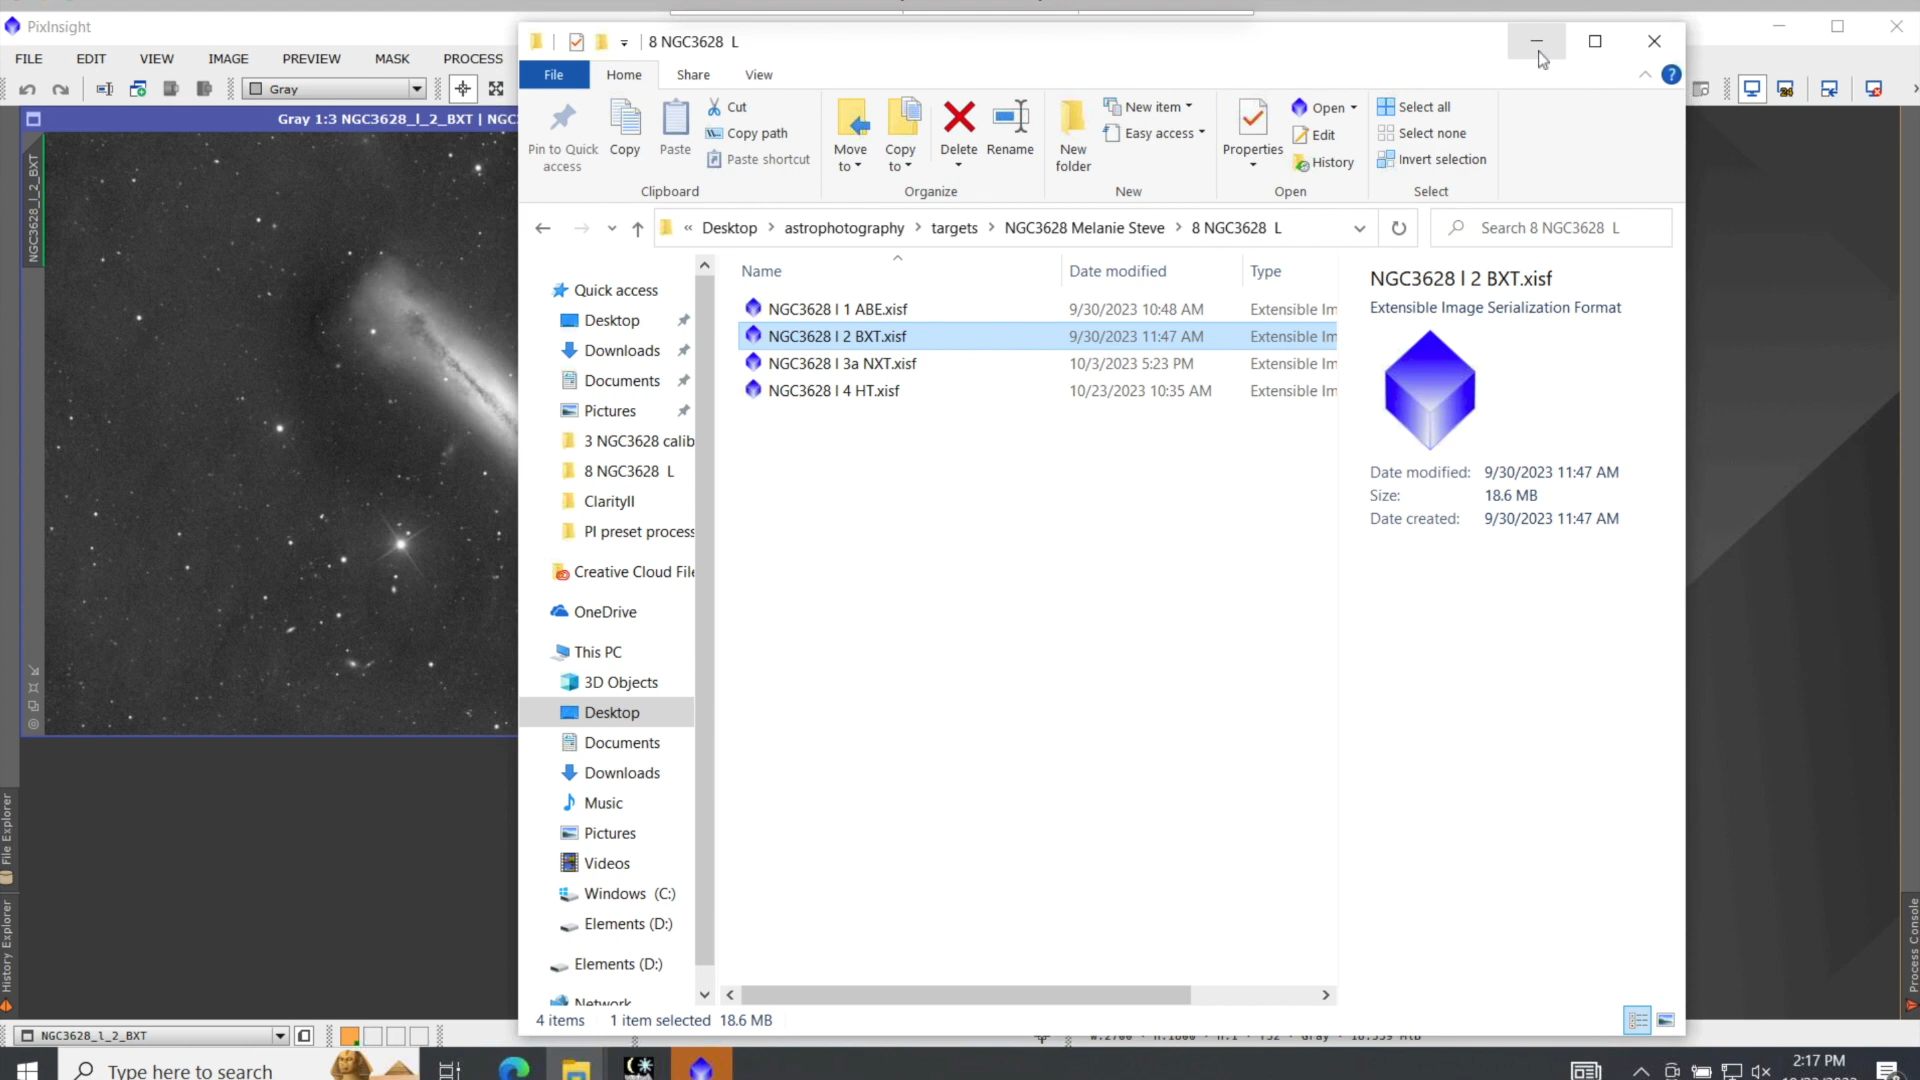 PixInsight
FILE EDIT VIEW IMAGE PREVIEW MASK PROCESS
Gray
Gray 1:3 NGC3628_l_2_BXT | NGC3
NGC3628_l_2_BXT
8 NGC3628 L
File Home Share View
Pin to Quick access
Copy
Paste
Cut
Copy path
Paste shortcut
Clipboard
Move to
Copy to
Delete
Rename
Organize
New folder
New item
Easy access
New
Properties
Open
Edit
History
Open
Select all
Select none
Invert selection
Select
« Desktop > astrophotography > targets > NGC3628 Melanie Steve > 8 NGC3628 L
Search 8 NGC3628 L
Quick access
Desktop
Downloads
Documents
Pictures
3 NGC3628 calib
8 NGC3628 L
ClarityII
PI preset process
Creative Cloud File
OneDrive
This PC
3D Objects
Desktop
Documents
Downloads
Music
Pictures
Videos
Windows (C:)
Elements (D:)
Elements (D:)
Network
Name Date modified Type
NGC3628 l 1 ABE.xisf 9/30/2023 10:48 AM Extensible Im
NGC3628 l 2 BXT.xisf 9/30/2023 11:47 AM Extensible Im
NGC3628 l 3a NXT.xisf 10/3/2023 5:23 PM Extensible Im
NGC3628 l 4 HT.xisf 10/23/2023 10:35 AM Extensible Im
NGC3628 l 2 BXT.xisf
Extensible Image Serialization Format
Date modified: 9/30/2023 11:47 AM
Size: 18.6 MB
Date created: 9/30/2023 11:47 AM
4 items 1 item selected 18.6 MB
File Explorer
History Explorer
Process Console
NGC3628_l_2_BXT
Type here to search
2:17 PM